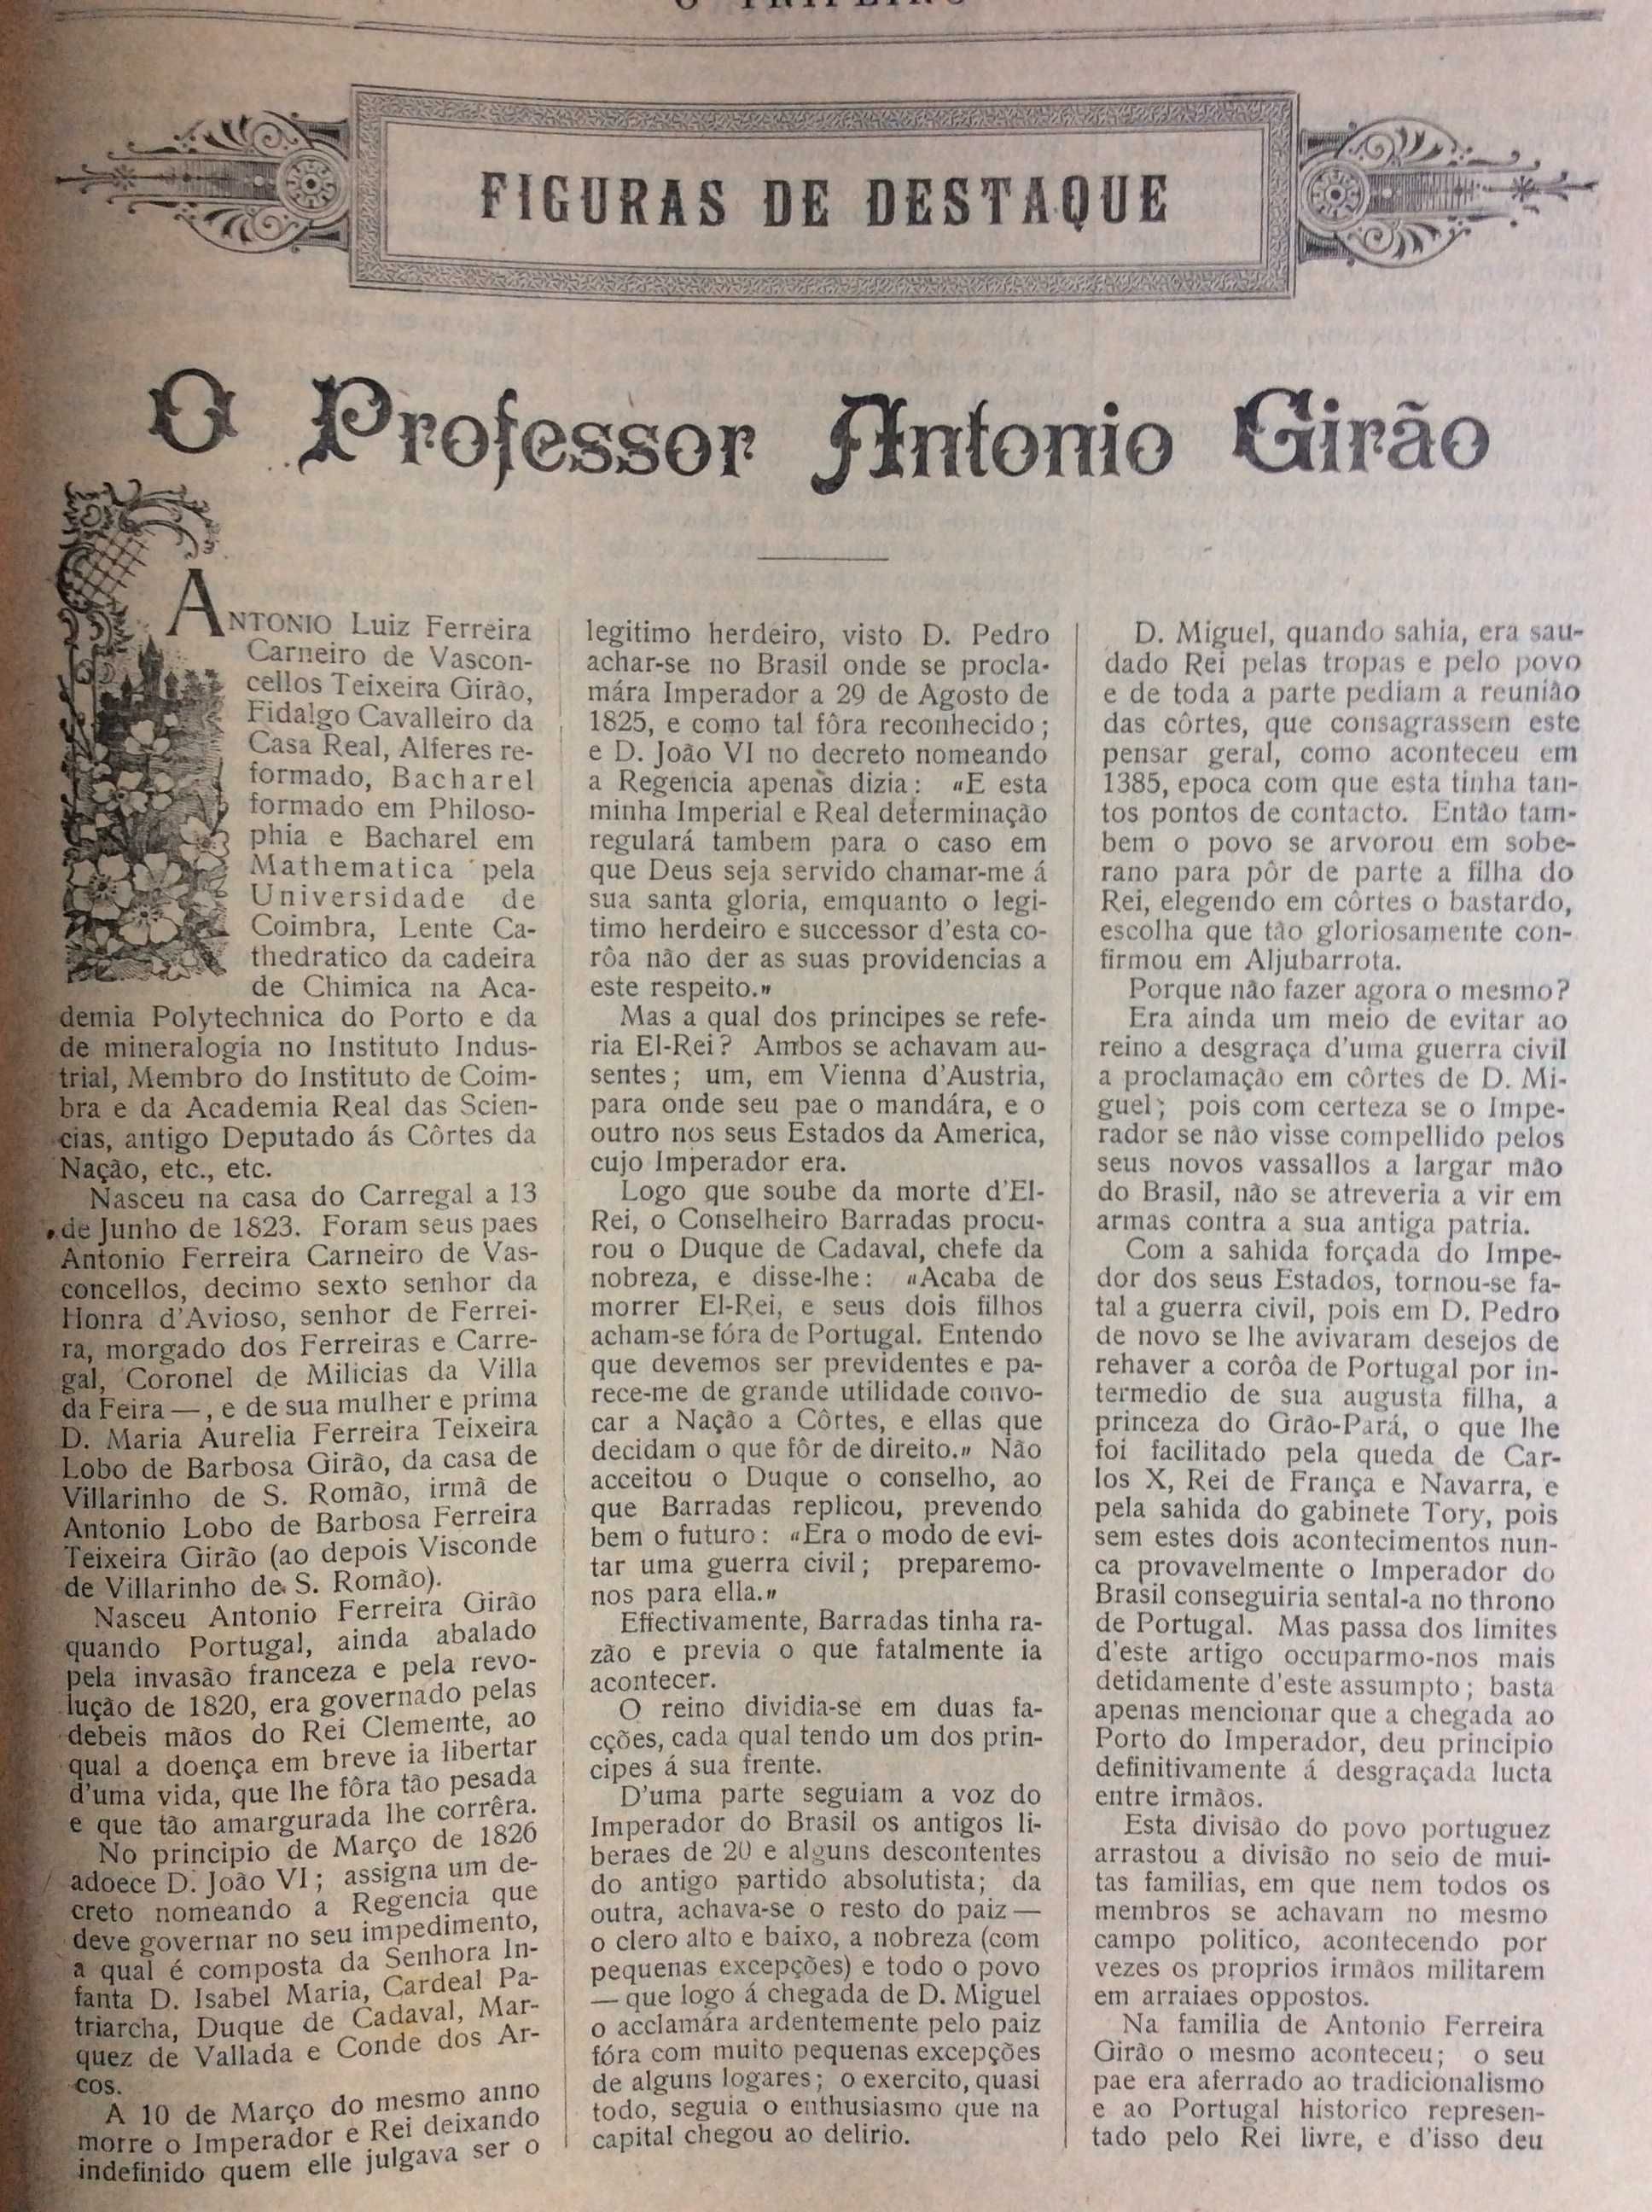 FIGURAS DE DESTAQUE
O Professor Antonio Girão
ANTONIO Luiz Ferreira
Carneiro de Vascon-
cellos Teixeira Girão,
Fidalgo Cavalleiro da
Casa Real, Alferes re-
formado, Bacharel
formado em Philoso-
phia e Bacharel em
Mathematica pela
Universidade de
Coimbra, Lente Ca-
thedratico da cadeira
de Chimica na Aca-
demia Polytechnica do Porto e da
de mineralogia no Instituto Indus-
trial, Membro do Instituto de Coim-
bra e da Academia Real das Scien-
cias, antigo Deputado ás Côrtes da
Nação, etc., etc.
Nasceu na casa do Carregal a 13
de Junho de 1823. Foram seus paes
Antonio Ferreira Carneiro de Vas-
concellos, decimo sexto senhor da
Honra d'Avioso, senhor de Ferrei-
ra, morgado dos Ferreiras e Carre-
gal, Coronel de Milicias da Villa
da Feira —, e de sua mulher e prima
D. Maria Aurelia Ferreira Teixeira
Lobo de Barbosa Girão, da casa de
Villarinho de S. Romão, irmã de
Antonio Lobo de Barbosa Ferreira
Teixeira Girão (ao depois Visconde
de Villarinho de S. Romão).
Nasceu Antonio Ferreira Girão
quando Portugal, ainda abalado
pela invasão franceza e pela revo-
lução de 1820, era governado pelas
debeis mãos do Rei Clemente, ao
qual a doença em breve ia libertar
d'uma vida, que lhe fôra tão pesada
e que tão amargurada lhe corrêra.
No principio de Março de 1826
adoece D. João VI; assigna um de-
creto nomeando a Regencia que
deve governar no seu impedimento,
a qual é composta da Senhora In-
fanta D. Isabel Maria, Cardeal Pa-
triarcha, Duque de Cadaval, Mar-
quez de Vallada e Conde dos Ar-
cos.
A 10 de Março do mesmo anno
morre o Imperador e Rei deixando
indefinido quem elle julgava ser o
legitimo herdeiro, visto D. Pedro
achar-se no Brasil onde se procla-
mára Imperador a 29 de Agosto de
1825, e como tal fôra reconhecido;
e D. João VI no decreto nomeando
a Regencia apenas dizia: «E esta
minha Imperial e Real determinação
regulará tambem para o caso em
que Deus seja servido chamar-me á
sua santa gloria, emquanto o legi-
timo herdeiro e successor d'esta co-
rôa não der as suas providencias a
este respeito.»
Mas a qual dos principes se refe-
ria El-Rei? Ambos se achavam au-
sentes; um, em Vienna d'Austria,
para onde seu pae o mandára, e o
outro nos seus Estados da America,
cujo Imperador era.
Logo que soube da morte d'El-
Rei, o Conselheiro Barradas procu-
rou o Duque de Cadaval, chefe da
nobreza, e disse-lhe: «Acaba de
morrer El-Rei, e seus dois filhos
acham-se fóra de Portugal. Entendo
que devemos ser previdentes e pa-
rece-me de grande utilidade convo-
car a Nação a Côrtes, e ellas que
decidam o que fôr de direito.» Não
acceitou o Duque o conselho, ao
que Barradas replicou, prevendo
bem o futuro: «Era o modo de evi-
tar uma guerra civil; preparemo-
nos para ella.»
Effectivamente, Barradas tinha ra-
zão e previa o que fatalmente ia
acontecer.
O reino dividia-se em duas fa-
cções, cada qual tendo um dos prin-
cipes á sua frente.
D'uma parte seguiam a voz do
Imperador do Brasil os antigos li-
beraes de 20 e alguns descontentes
do antigo partido absolutista; da
outra, achava-se o resto do paiz —
o clero alto e baixo, a nobreza (com
pequenas excepções) e todo o povo
— que logo á chegada de D. Miguel
o acclamára ardentemente pelo paiz
fóra com muito pequenas excepções
de alguns logares; o exercito, quasi
todo, seguia o enthusiasmo que na
capital chegou ao delirio.
D. Miguel, quando sahia, era sau-
dado Rei pelas tropas e pelo povo
e de toda a parte pediam a reunião
das côrtes, que consagrassem este
pensar geral, como aconteceu em
1385, epoca com que esta tinha tan-
tos pontos de contacto. Então tam-
bem o povo se arvorou em sobe-
rano para pôr de parte a filha do
Rei, elegendo em côrtes o bastardo,
escolha que tão gloriosamente con-
firmou em Aljubarrota.
Porque não fazer agora o mesmo?
Era ainda um meio de evitar ao
reino a desgraça d'uma guerra civil
a proclamação em côrtes de D. Mi-
guel; pois com certeza se o Impe-
rador se não visse compellido pelos
seus novos vassallos a largar mão
do Brasil, não se atreveria a vir em
armas contra a sua antiga patria.
Com a sahida forçada do Impe-
dor dos seus Estados, tornou-se fa-
tal a guerra civil, pois em D. Pedro
de novo se lhe avivaram desejos de
rehaver a corôa de Portugal por in-
termedio de sua augusta filha, a
princeza do Grão-Pará, o que lhe
foi facilitado pela queda de Car-
los X, Rei de França e Navarra, e
pela sahida do gabinete Tory, pois
sem estes dois acontecimentos nun-
ca provavelmente o Imperador do
Brasil conseguiria sental-a no throno
de Portugal. Mas passa dos limites
d'este artigo occuparmo-nos mais
detidamente d'este assumpto; basta
apenas mencionar que a chegada ao
Porto do Imperador, deu principio
definitivamente á desgraçada lucta
entre irmãos.
Esta divisão do povo portuguez
arrastou a divisão no seio de mui-
tas familias, em que nem todos os
membros se achavam no mesmo
campo politico, acontecendo por
vezes os proprios irmãos militarem
em arraiaes oppostos.
Na familia de Antonio Ferreira
Girão o mesmo aconteceu; o seu
pae era aferrado ao tradicionalismo
e ao Portugal historico represen-
tado pelo Rei livre, e d'isso deu